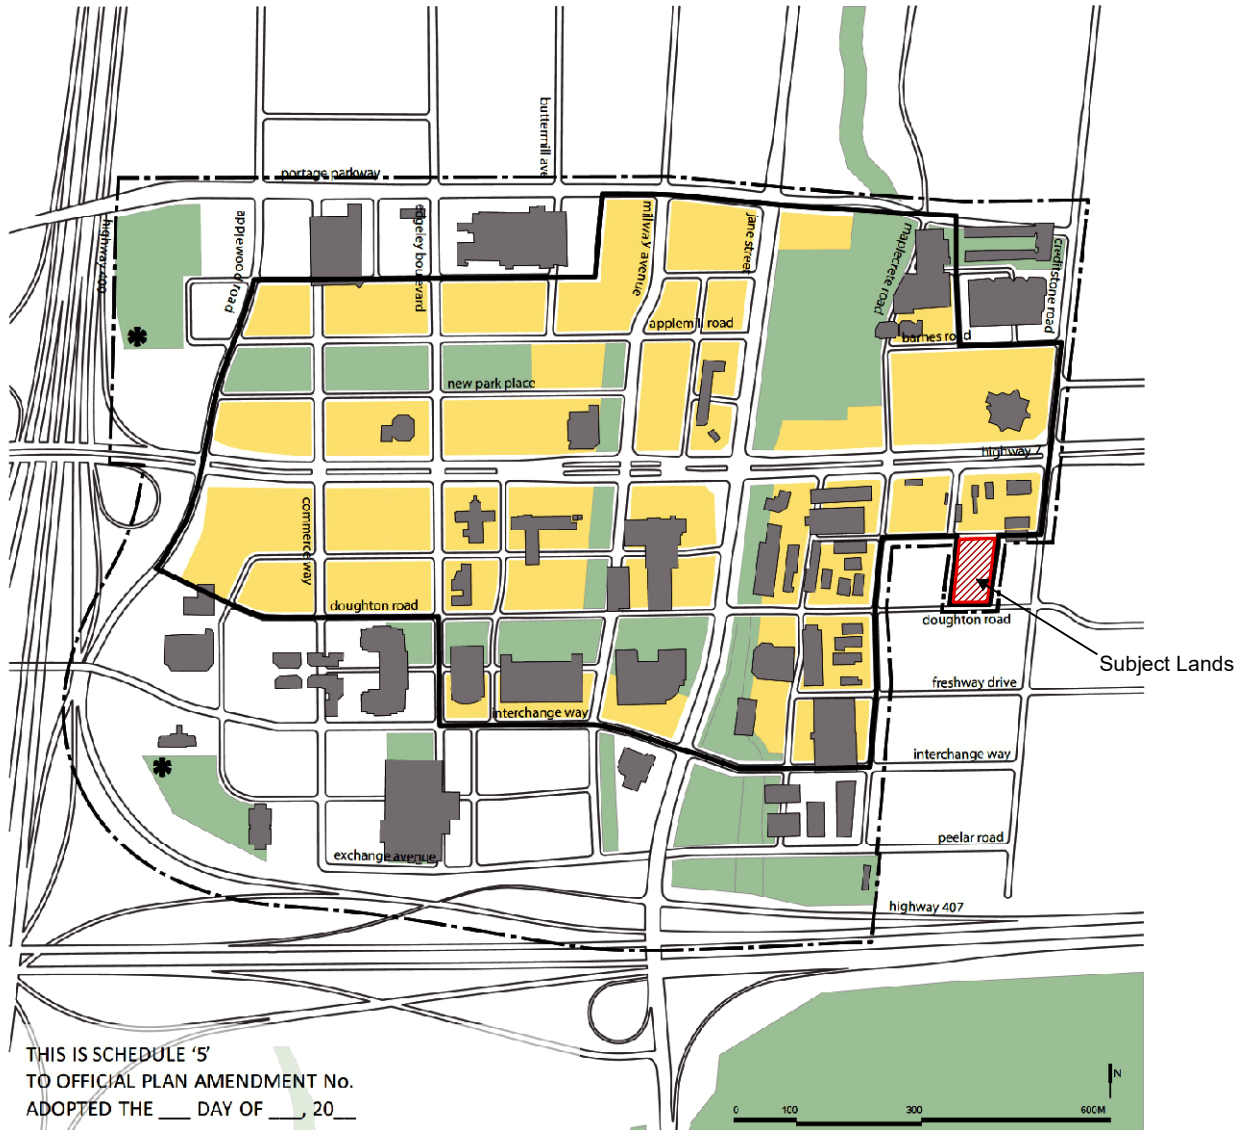 buttermill ave
portage parkway
highway 400
applewood road
edgeley boulevard
millway avenue
jane street
maplecrete road
creditstone road
applemill road
barnes road
new park place
highway 7
commerce way
doughton road
doughton road
Subject Lands
freshway drive
interchange way
interchange way
peelar road
exchange avenue
highway 407
THIS IS SCHEDULE ‘5’
TO OFFICIAL PLAN AMENDMENT No.
ADOPTED THE ___ DAY OF ___, 20__
N
0 100 300 600M